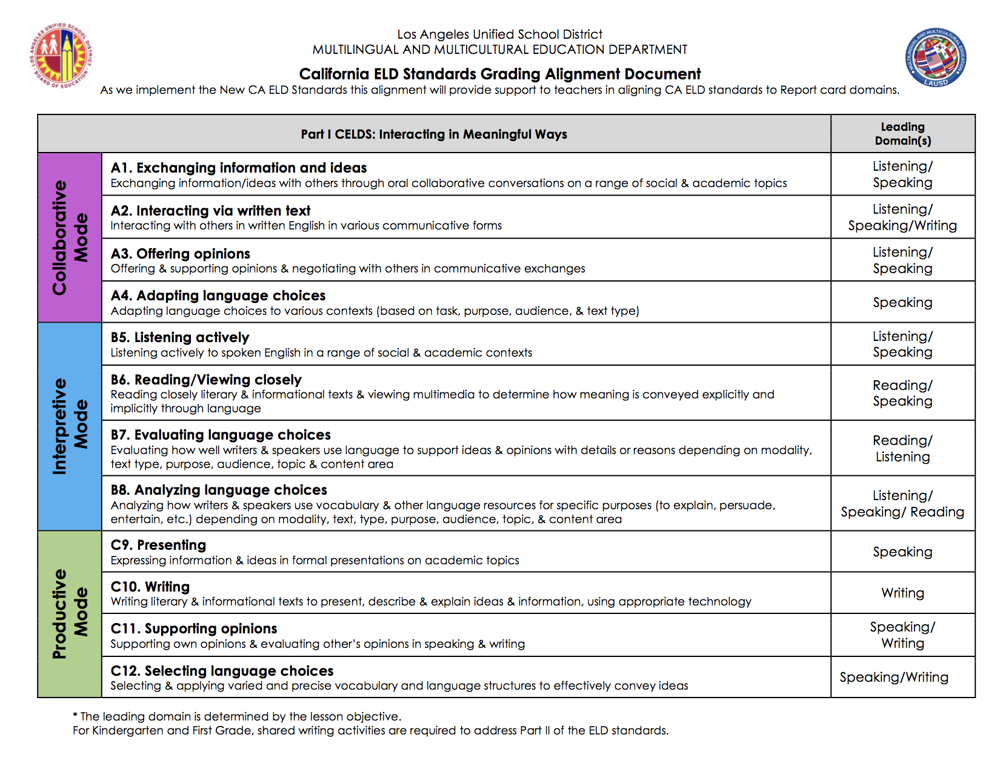 LOS ANGELES UNIFIED SCHOOL DISTRICT
BOARD OF EDUCATION
Los Angeles Unified School District
MULTILINGUAL AND MULTICULTURAL EDUCATION DEPARTMENT
MULTILINGUAL AND MULTICULTURAL EDUCATION
LAUSD
California ELD Standards Grading Alignment Document
As we implement the New CA ELD Standards this alignment will provide support to teachers in aligning CA ELD standards to Report card domains.
Part I CELDS: Interacting in Meaningful Ways
Leading
Domain(s)
Collaborative
Mode
A1. Exchanging information and ideas
Exchanging information/ideas with others through oral collaborative conversations on a range of social & academic topics
Listening/
Speaking
A2. Interacting via written text
Interacting with others in written English in various communicative forms
Listening/
Speaking/Writing
A3. Offering opinions
Offering & supporting opinions & negotiating with others in communicative exchanges
Listening/
Speaking
A4. Adapting language choices
Adapting language choices to various contexts (based on task, purpose, audience, & text type)
Speaking
Interpretive
Mode
B5. Listening actively
Listening actively to spoken English in a range of social & academic contexts
Listening/
Speaking
B6. Reading/Viewing closely
Reading closely literary & informational texts & viewing multimedia to determine how meaning is conveyed explicitly and
implicitly through language
Reading/
Speaking
B7. Evaluating language choices
Evaluating how well writers & speakers use language to support ideas & opinions with details or reasons depending on modality,
text type, purpose, audience, topic & content area
Reading/
Listening
B8. Analyzing language choices
Analyzing how writers & speakers use vocabulary & other language resources for specific purposes (to explain, persuade,
entertain, etc.) depending on modality, text, type, purpose, audience, topic, & content area
Listening/
Speaking/ Reading
Productive
Mode
C9. Presenting
Expressing information & ideas in formal presentations on academic topics
Speaking
C10. Writing
Writing literary & informational texts to present, describe & explain ideas & information, using appropriate technology
Writing
C11. Supporting opinions
Supporting own opinions & evaluating other's opinions in speaking & writing
Speaking/
Writing
C12. Selecting language choices
Selecting & applying varied and precise vocabulary and language structures to effectively convey ideas
Speaking/Writing
* The leading domain is determined by the lesson objective.
For Kindergarten and First Grade, shared writing activities are required to address Part II of the ELD standards.